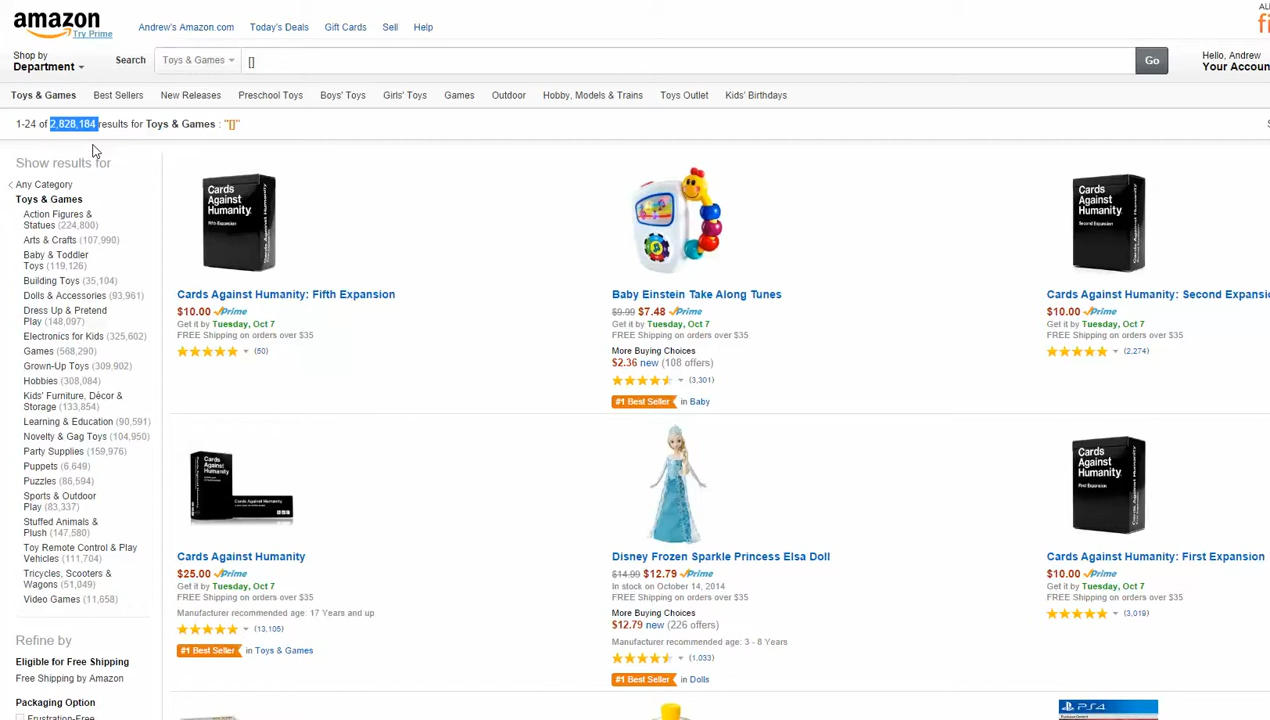 amazon
Try Prime
Andrew's Amazon.com Today's Deals Gift Cards Sell Help
Shop by
Department
Search Toys & Games [] Go
Hello, Andrew
Your Accoun
Toys & Games Best Sellers New Releases Preschool Toys Boys' Toys Girls' Toys Games Outdoor Hobby, Models & Trains Toys Outlet Kids' Birthdays
1-24 of 2,828,184 results for Toys & Games : "[]"
Show results for
Any Category
Toys & Games
Action Figures &
Statues (224,800)
Arts & Crafts (107,990)
Baby & Toddler
Toys (119,126)
Building Toys (35,104)
Dolls & Accessories (93,961)
Dress Up & Pretend
Play (148,097)
Electronics for Kids (325,602)
Games (568,290)
Grown-Up Toys (309,902)
Hobbies (308,084)
Kids' Furniture, Décor &
Storage (133,854)
Learning & Education (90,591)
Novelty & Gag Toys (104,950)
Party Supplies (159,976)
Puppets (6,649)
Puzzles (86,594)
Sports & Outdoor
Play (83,337)
Stuffed Animals &
Plush (147,580)
Toy Remote Control & Play
Vehicles (111,704)
Tricycles, Scooters &
Wagons (51,049)
Video Games (11,658)
Refine by
Eligible for Free Shipping
Free Shipping by Amazon
Packaging Option
Frustration-Free
Cards
Against
Humanity
Fifth Expansion
Cards Against Humanity: Fifth Expansion
$10.00 Prime
Get it by Tuesday, Oct 7
FREE Shipping on orders over $35
(50)
Baby Einstein Take Along Tunes
$9.99 $7.48 Prime
Get it by Tuesday, Oct 7
FREE Shipping on orders over $35
More Buying Choices
$2.36 new (108 offers)
(3,301)
#1 Best Seller in Baby
Cards
Against
Humanity
Second Expansion
Cards Against Humanity: Second Expansi
$10.00 Prime
Get it by Tuesday, Oct 7
FREE Shipping on orders over $35
(2,274)
Cards
Against
Humanity
Cards Against Humanity
Cards Against Humanity
$25.00 Prime
Get it by Tuesday, Oct 7
FREE Shipping on orders over $35
Manufacturer recommended age: 17 Years and up
(13,105)
#1 Best Seller in Toys & Games
Disney Frozen Sparkle Princess Elsa Doll
$14.99 $12.79 Prime
In stock on October 14, 2014
FREE Shipping on orders over $35
More Buying Choices
$12.79 new (226 offers)
Manufacturer recommended age: 3 - 8 Years
(1,033)
#1 Best Seller in Dolls
Cards
Against
Humanity
First Expansion
Cards Against Humanity: First Expansion
$10.00 Prime
Get it by Tuesday, Oct 7
FREE Shipping on orders over $35
(3,019)
PS4